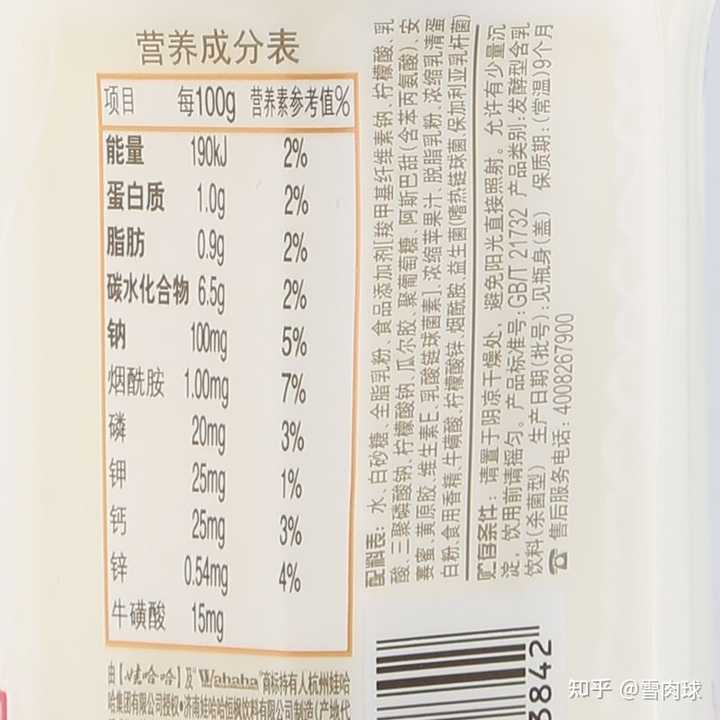 营养成分表
项目 每100g 营养素参考值%
能量 190kJ 2%
蛋白质 1.0g 2%
脂肪 0.9g 2%
碳水化合物 6.5g 2%
钠 100mg 5%
烟酰胺 1.00mg 7%
磷 20mg 3%
钾 25mg 1%
钙 25mg 3%
锌 0.54mg 4%
牛磺酸 15mg
由【娃哈哈】及"Wahaha"商标持有人杭州娃哈
哈集团有限公司授权•济南娃哈哈恒枫饮料有限公司制造(产地代
配料表: 水、白砂糖、全脂乳粉、食品添加剂[羧甲基纤维素钠、柠檬酸、乳
酸、三聚磷酸钠、柠檬酸钠、瓜尔胶、聚葡萄糖、阿斯巴甜(含苯丙氨酸)、安
赛蜜、黄原胶、维生素E、乳酸链球菌素]、浓缩苹果汁、脱脂乳粉、浓缩乳清蛋
白粉、食用香精、牛磺酸、柠檬酸锌、烟酰胺 益生菌(嗜热链球菌、保加利亚乳杆菌)
贮存条件: 请置于阴凉干燥处, 避免阳光直接照射。允许有少量沉
淀, 饮用前请摇匀。产品标准号:GB/T 21732 产品类别:发酵型含乳
饮料(杀菌型) 生产日期(批号):见瓶身(盖) 保质期:(常温)9个月
☎ 售后服务电话: 4008267900
3842
知乎 @雪肉球